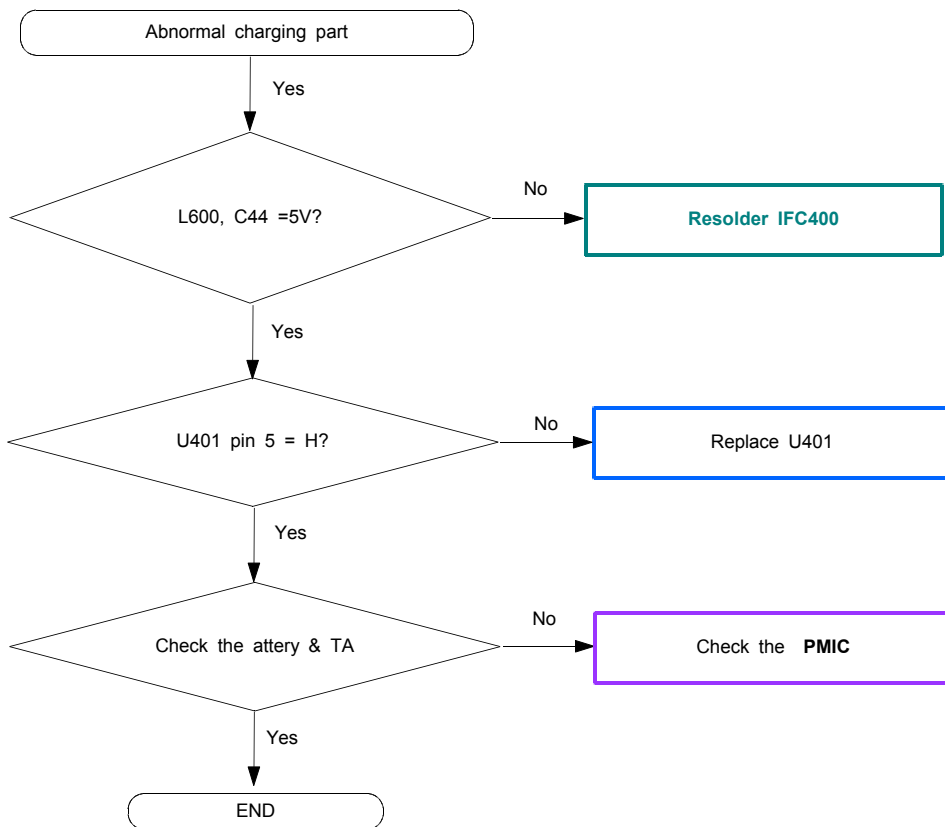 Abnormal charging part
Yes
L600, C44 =5V?
No
Resolder IFC400
Yes
U401 pin 5 = H?
No
Replace U401
Yes
Check the attery & TA
No
Check the PMIC
Yes
END